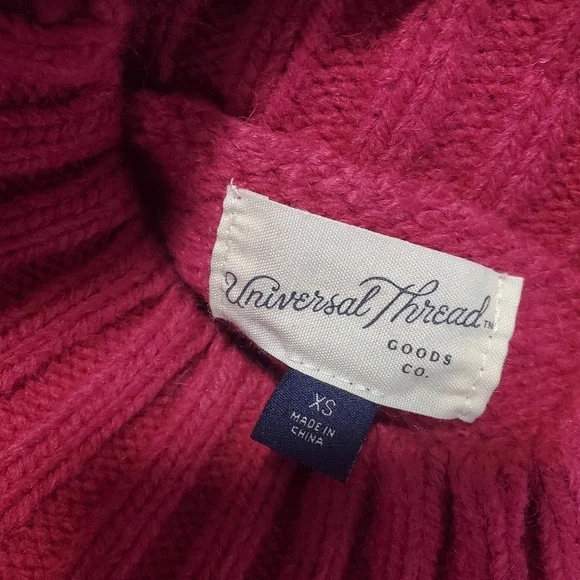 Universal Thread™
GOODS
CO.
XS
MADE IN
CHINA